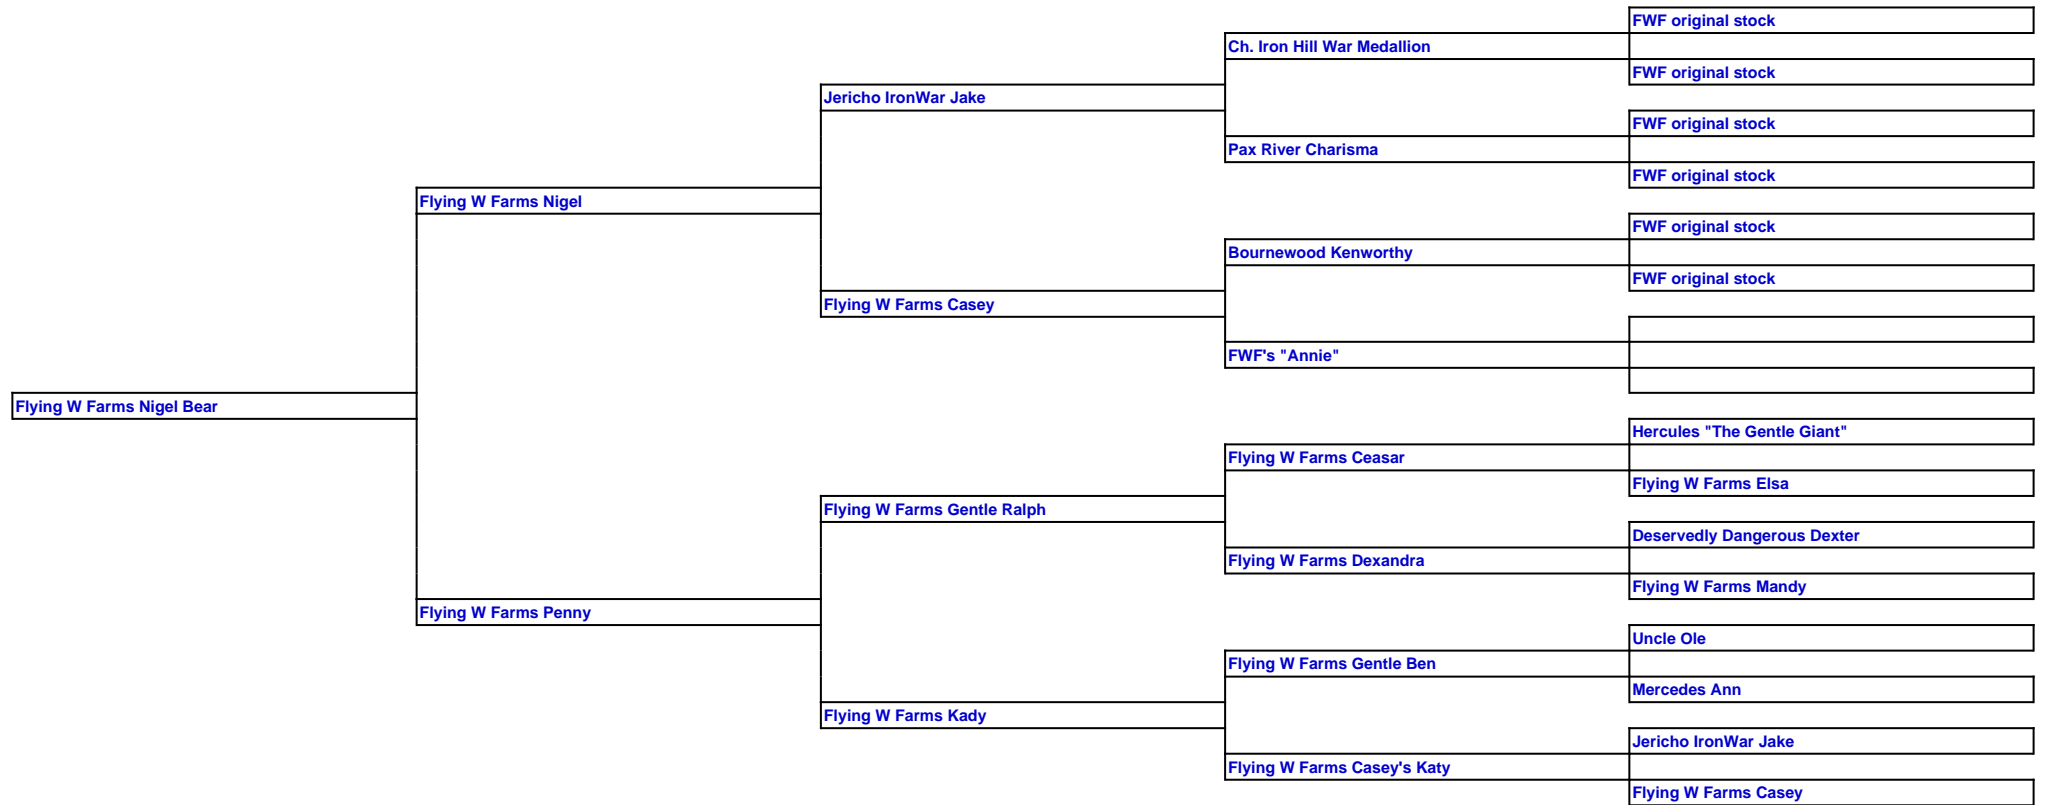 FWF original stock
Ch. Iron Hill War Medallion
FWF original stock
Jericho IronWar Jake
FWF original stock
Pax River Charisma
FWF original stock
Flying W Farms Nigel
FWF original stock
Bournewood Kenworthy
FWF original stock
Flying W Farms Casey
FWF's "Annie"
Flying W Farms Nigel Bear
Hercules "The Gentle Giant"
Flying W Farms Ceasar
Flying W Farms Elsa
Flying W Farms Gentle Ralph
Deservedly Dangerous Dexter
Flying W Farms Dexandra
Flying W Farms Mandy
Flying W Farms Penny
Uncle Ole
Flying W Farms Gentle Ben
Mercedes Ann
Flying W Farms Kady
Jericho IronWar Jake
Flying W Farms Casey's Katy
Flying W Farms Casey